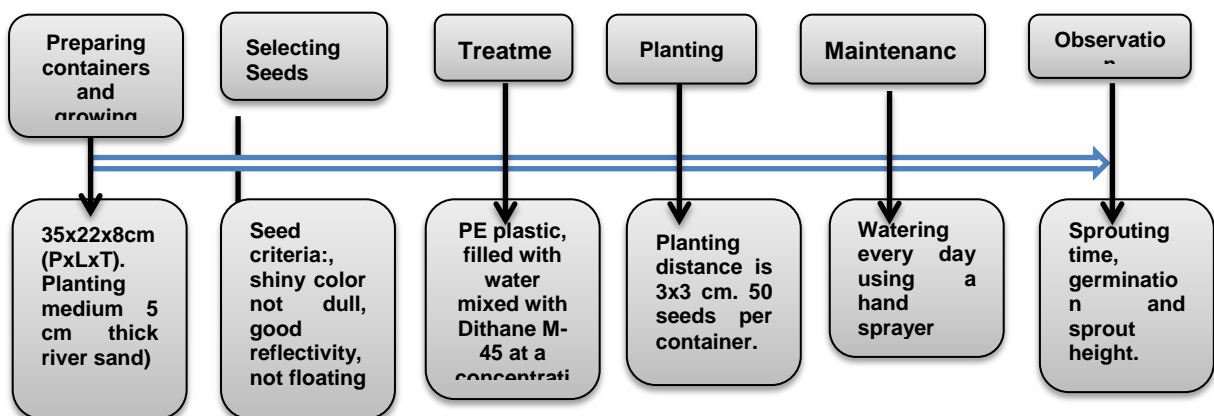 Preparing
containers
and
growing
Selecting
Seeds
Treatme
Planting
Maintenanc
Observatio
n
35x22x8cm
(PxLxT).
Planting
medium 5
cm thick
river sand)
Seed
criteria:,
shiny color
not dull,
good
reflectivity,
not floating
PE plastic,
filled with
water
mixed with
Dithane M-
45 at a
concentrati
Planting
distance is
3x3 cm. 50
seeds per
container.
Watering
every day
using a
hand
sprayer
Sprouting
time,
germinatio
n and
sprout
height.